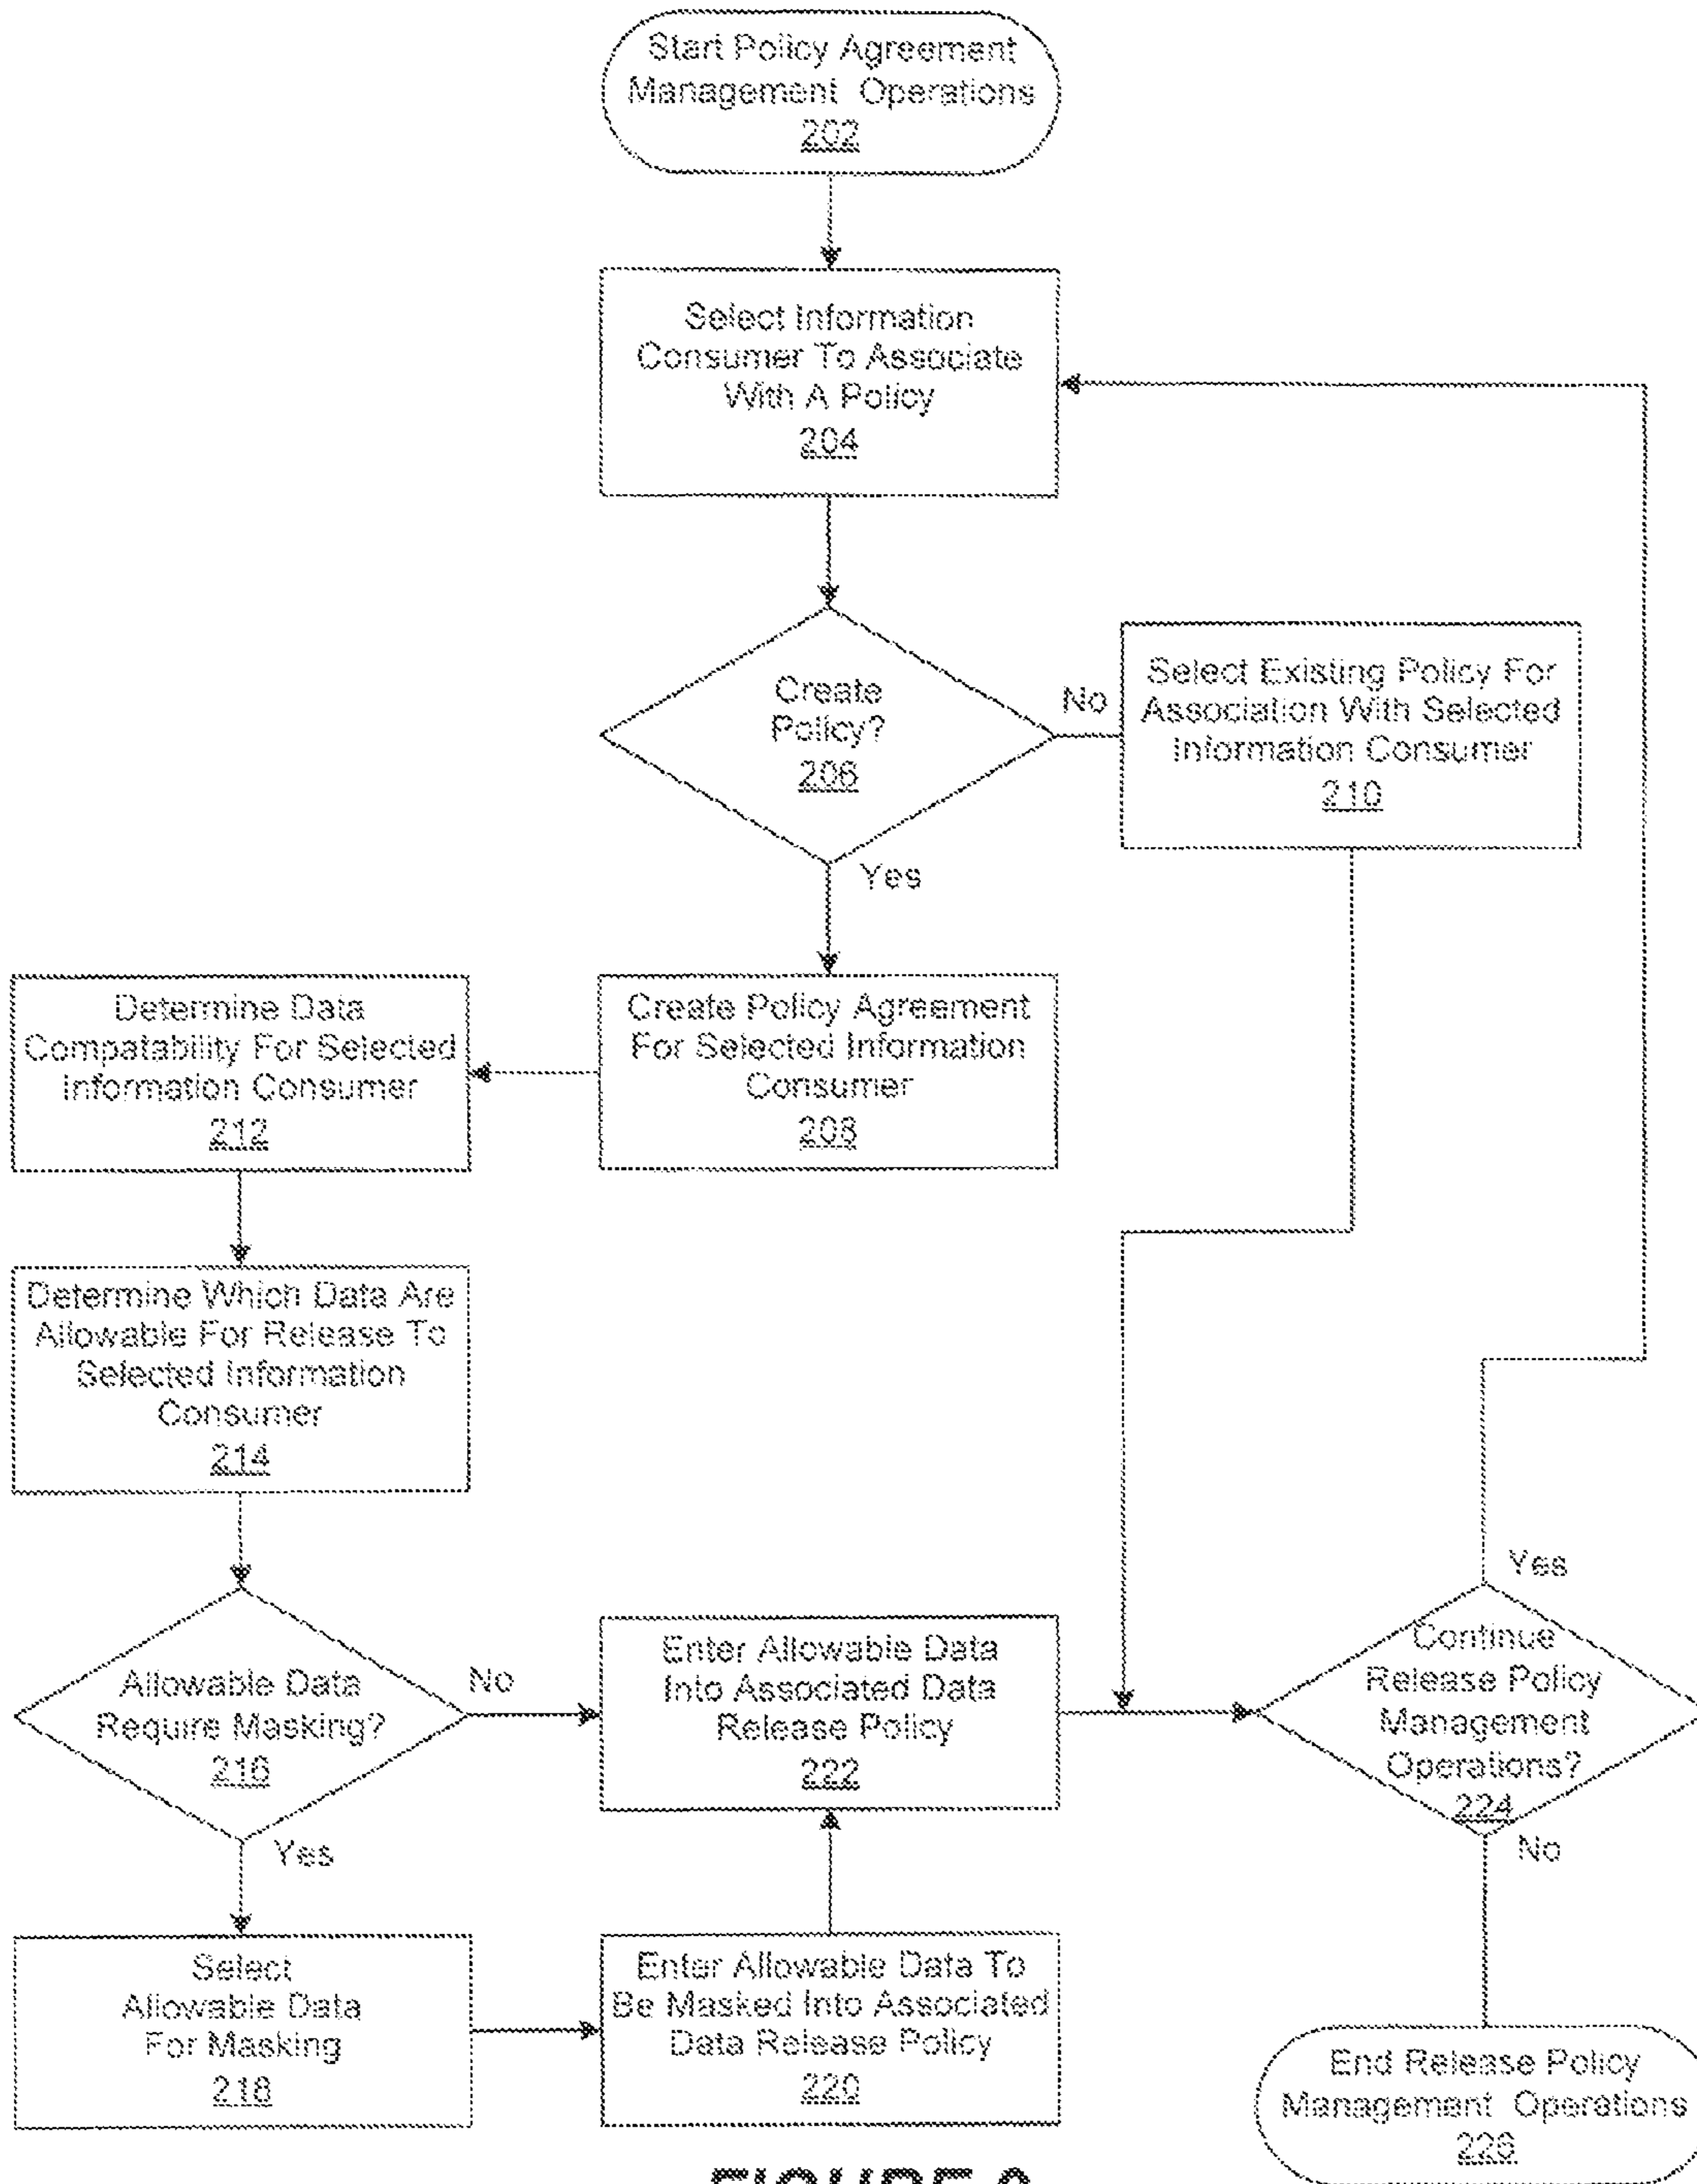 Start Policy Agreement
Management Operations
202
Select Information
Consumer To Associate
With A Policy
204
Create
Policy?
206
No
Select Existing Policy For
Association With Selected
Information Consumer
210
Yes
Determine Data
Compatability For Selected
Information Consumer
212
Create Policy Agreement
For Selected Information
Consumer
208
Determine Which Data Are
Allowable For Release To
Selected Information
Consumer
214
Allowable Data
Require Masking?
216
No
Yes
Enter Allowable Data
Into Associated Data
Release Policy
222
Yes
Continue
Release Policy
Management
Operations?
224
No
Select
Allowable Data
For Masking
218
Enter Allowable Data To
Be Masked Into Associated
Data Release Policy
220
End Release Policy
Management Operations
226
FIGURE